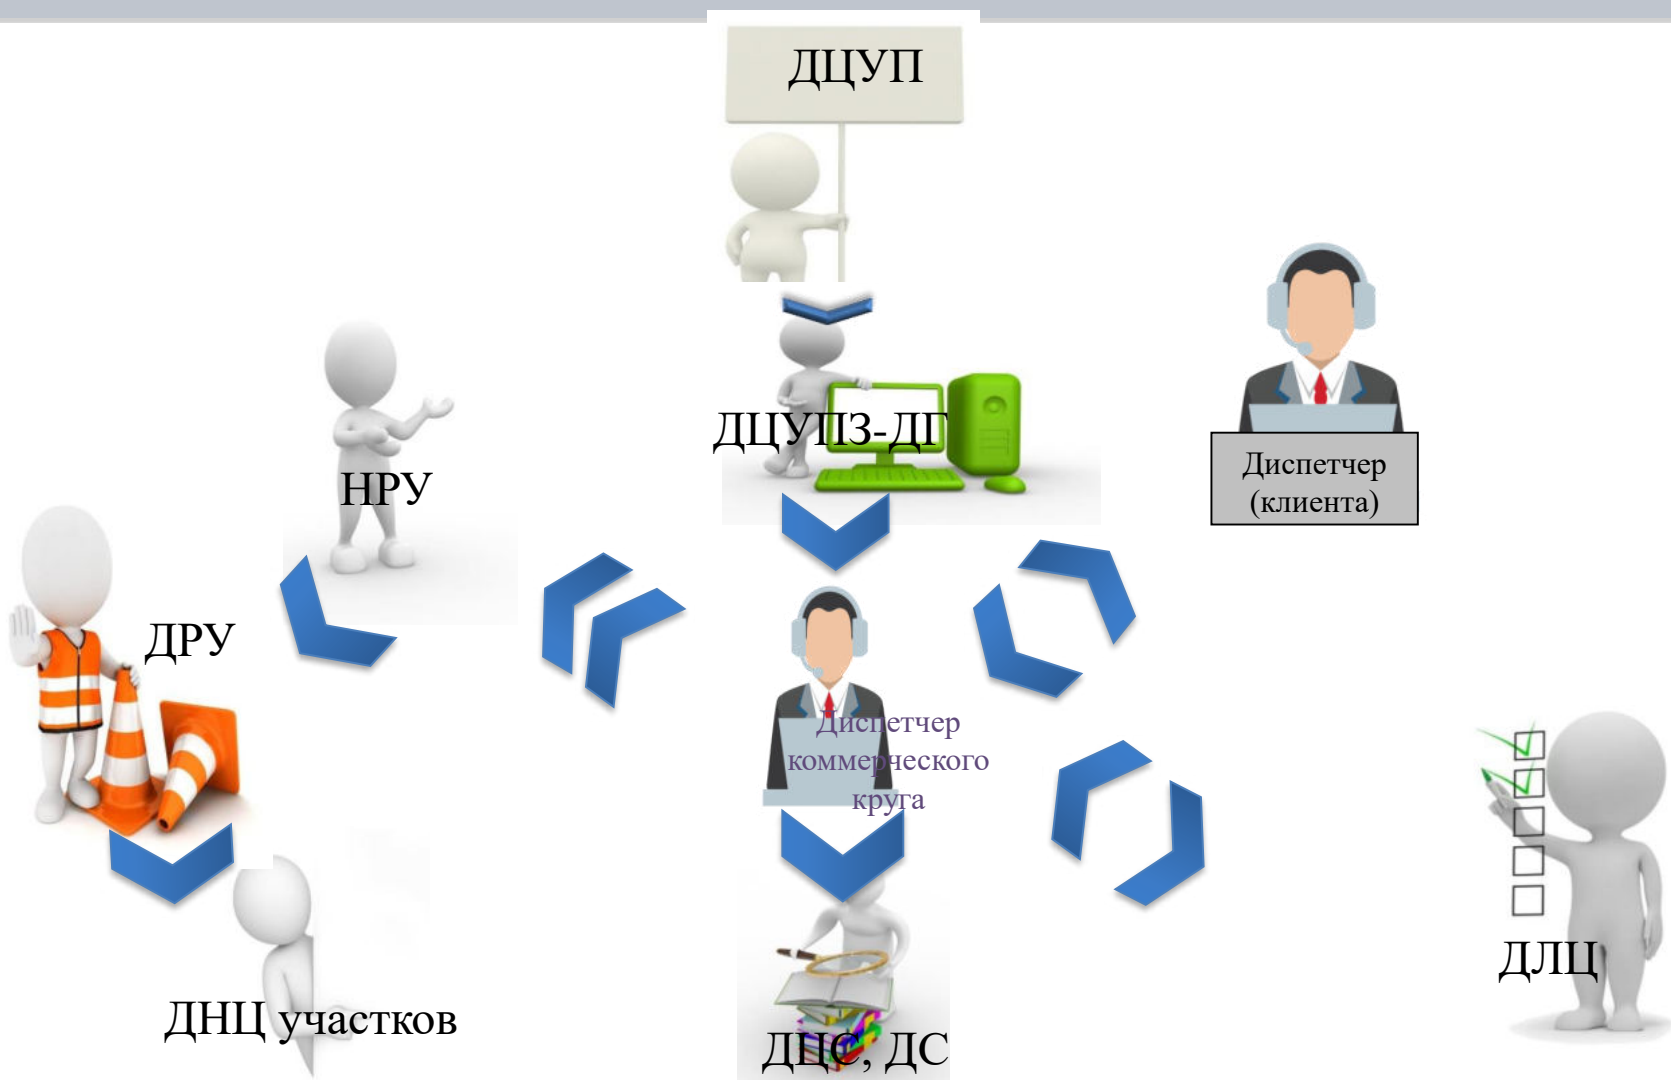 ДЦУП
ДЦУПЗ-ДГ
Диспетчер
(клиента)
НРУ
ДРУ
Диспетчер
коммерческого
круга
ДЛЦ
ДНЦ участков
ДЦС, ДС